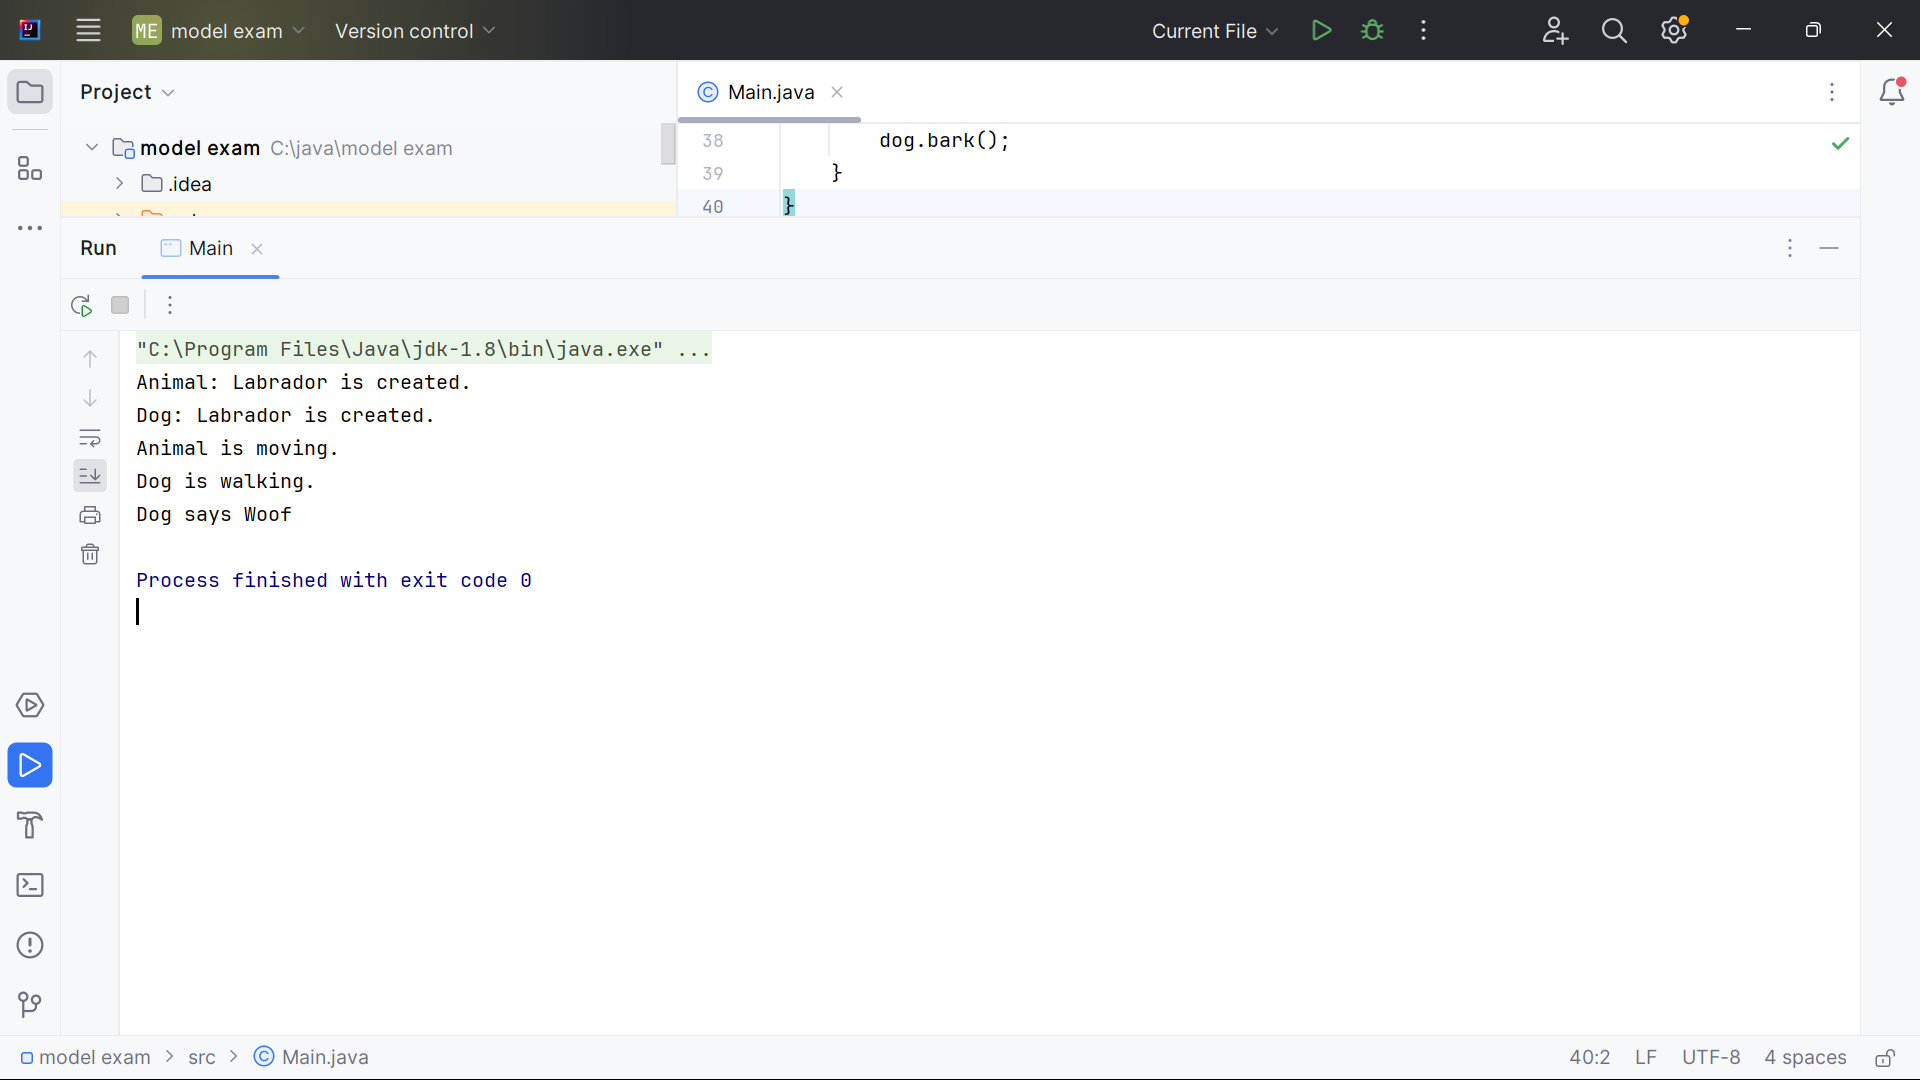 ME model exam Version control Current File
Project
Main.java
model exam C:\java\model exam
.idea
38 dog.bark();
39 }
40 }
Run Main
"C:\Program Files\Java\jdk-1.8\bin\java.exe" ...
Animal: Labrador is created.
Dog: Labrador is created.
Animal is moving.
Dog is walking.
Dog says Woof
Process finished with exit code 0
model exam > src > Main.java 40:2 LF UTF-8 4 spaces